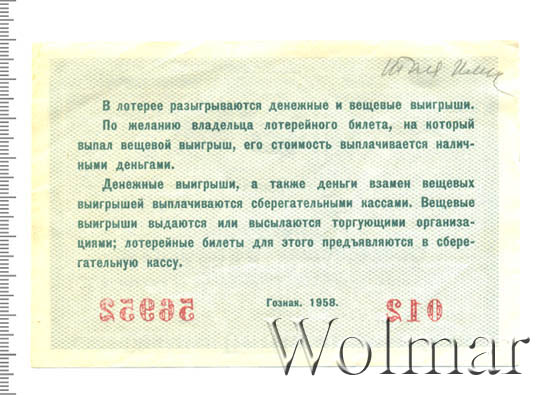 В лотерее разыгрываются денежные и вещевые выигрыши.
По желанию владельца лотерейного билета, на который
выпал вещевой выигрыш, его стоимость выплачивается налич-
ными деньгами.
Денежные выигрыши, а также деньги взамен вещевых
выигрышей выплачиваются сберегательными кассами. Вещевые
выигрыши выдаются или высылаются торгующими организа-
циями; лотерейные билеты для этого предъявляются в сбере-
гательную кассу.
56952 Гознак. 1958. 012
Wolmar